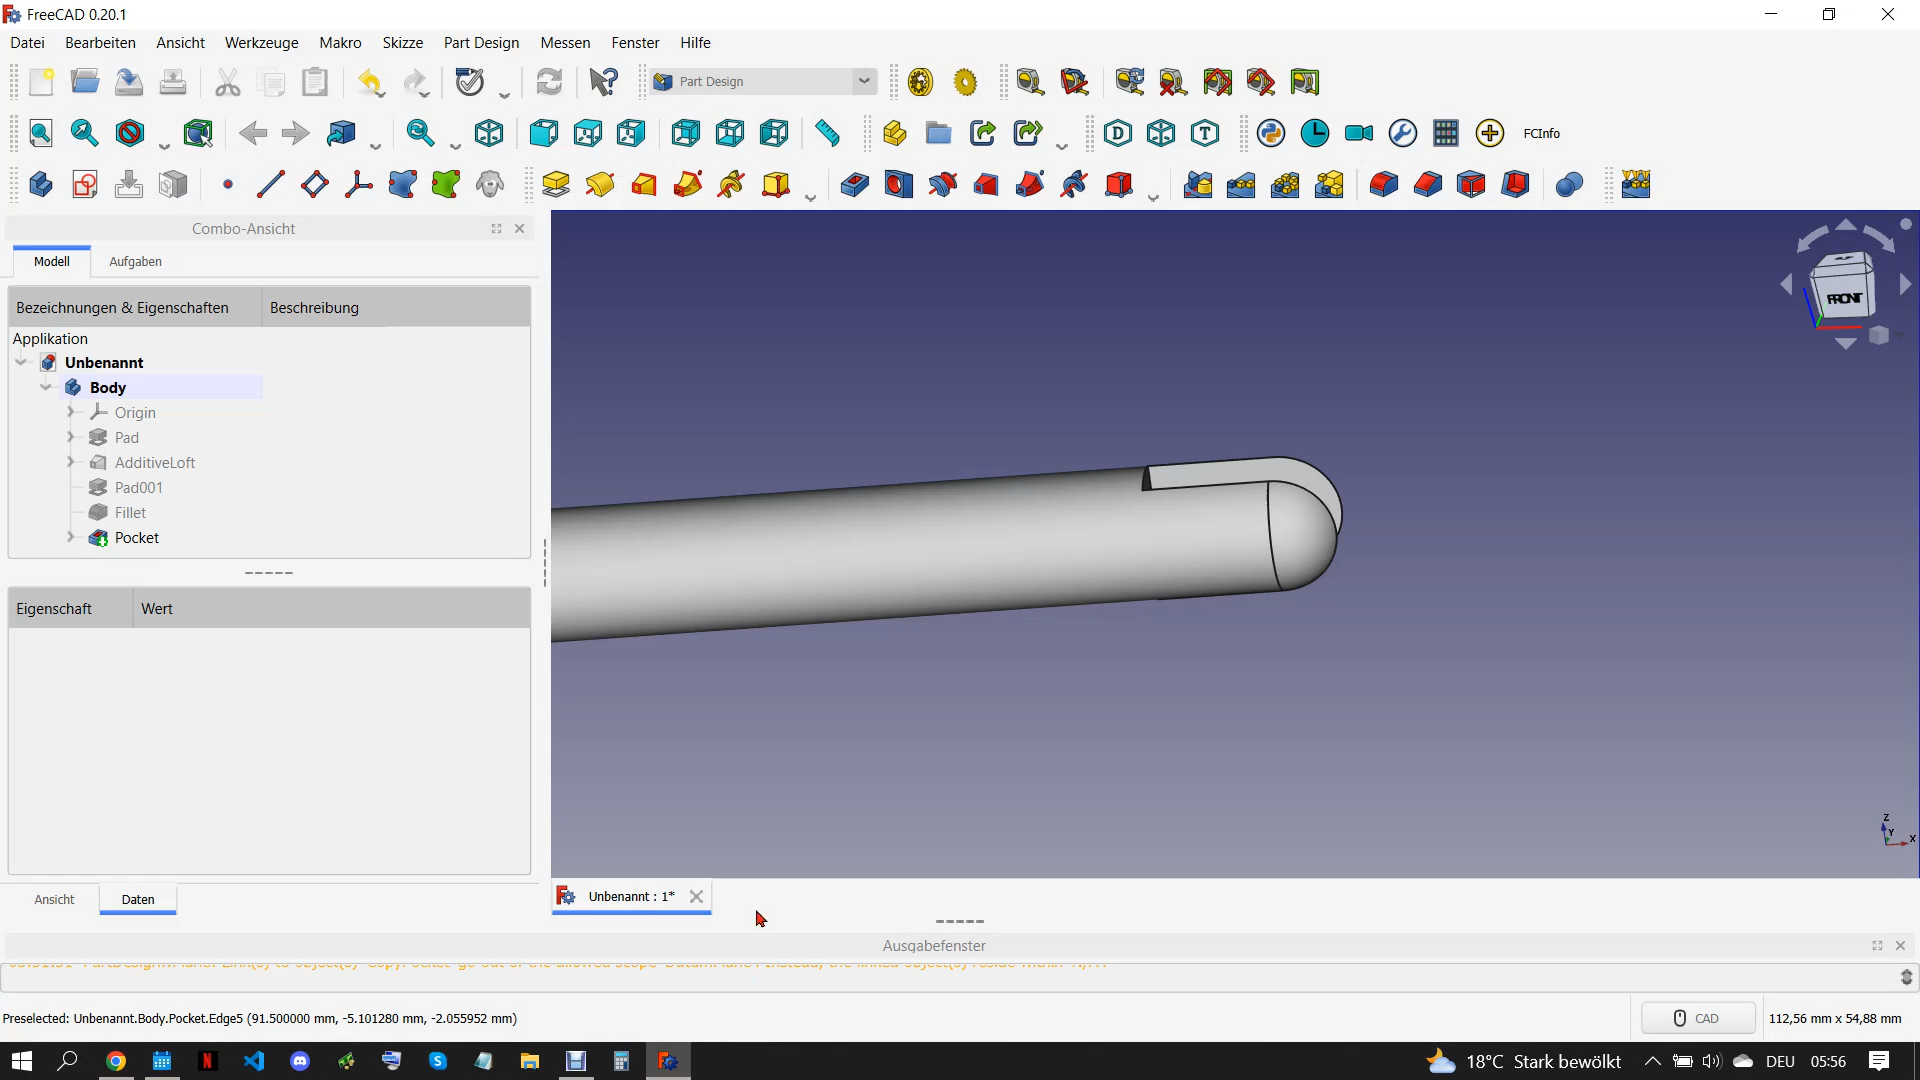 FreeCAD 0.20.1
Datei Bearbeiten Ansicht Werkzeuge Makro Skizze Part Design Messen Fenster Hilfe
Part Design
D T FCInfo
Combo-Ansicht
Modell Aufgaben
Bezeichnungen & Eigenschaften Beschreibung
Applikation
Unbenannt
Body
Origin
Pad
AdditiveLoft
Pad001
Fillet
Pocket
Eigenschaft Wert
Ansicht Daten
FRONT
Z
Y
X
Unbenannt : 1*
Ausgabefenster
Preselected: Unbenannt.Body.Pocket.Edge5 (91.500000 mm, -5.101280 mm, -2.055952 mm)
CAD 112,56 mm x 54,88 mm
18°C Stark bewölkt DEU 05:56